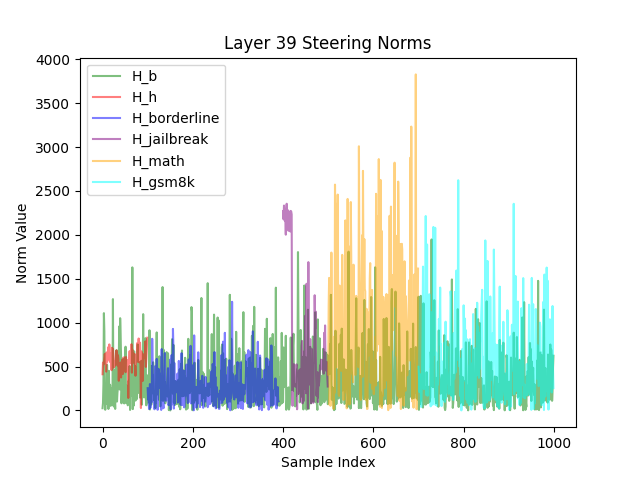 Layer 39 Steering Norms
4000
3500
3000
2500
2000
1500
1000
500
0
Norm Value
H_b
H_h
H_borderline
H_jailbreak
H_math
H_gsm8k
0 200 400 600 800 1000
Sample Index